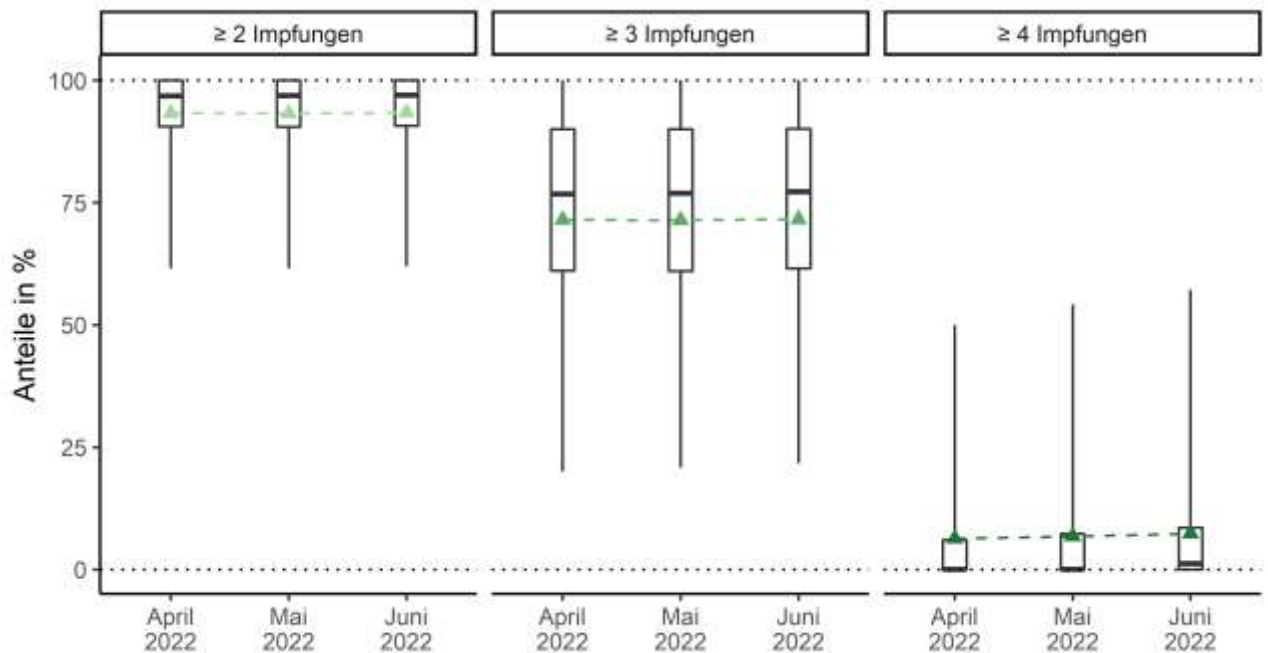 ≥ 2 Impfungen
≥ 3 Impfungen
≥ 4 Impfungen
Anteile in %
100
75
50
25
0
April
2022
Mai
2022
Juni
2022
April
2022
Mai
2022
Juni
2022
April
2022
Mai
2022
Juni
2022